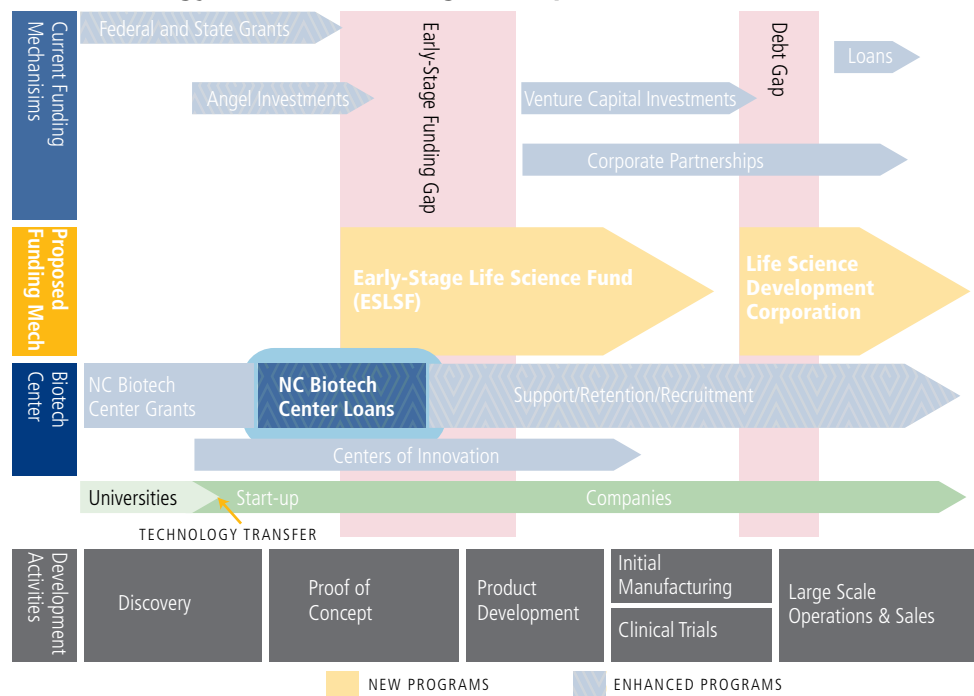 Current Funding
Mechanisims
Federal and State Grants
Angel Investments
Early-Stage Funding Gap
Venture Capital Investments
Corporate Partnerships
Debt Gap
Loans
Proposed
Funding Mech
Early-Stage Life Science Fund
(ESLSF)
Life Science
Development
Corporation
Biotech
Center
NC Biotech
Center Grants
NC Biotech
Center Loans
Support/Retention/Recruitment
Centers of Innovation
Universities
Start-up
Companies
TECHNOLOGY TRANSFER
Development
Activities
Discovery
Proof of
Concept
Product
Development
Initial
Manufacturing
Clinical Trials
Large Scale
Operations & Sales
NEW PROGRAMS
ENHANCED PROGRAMS